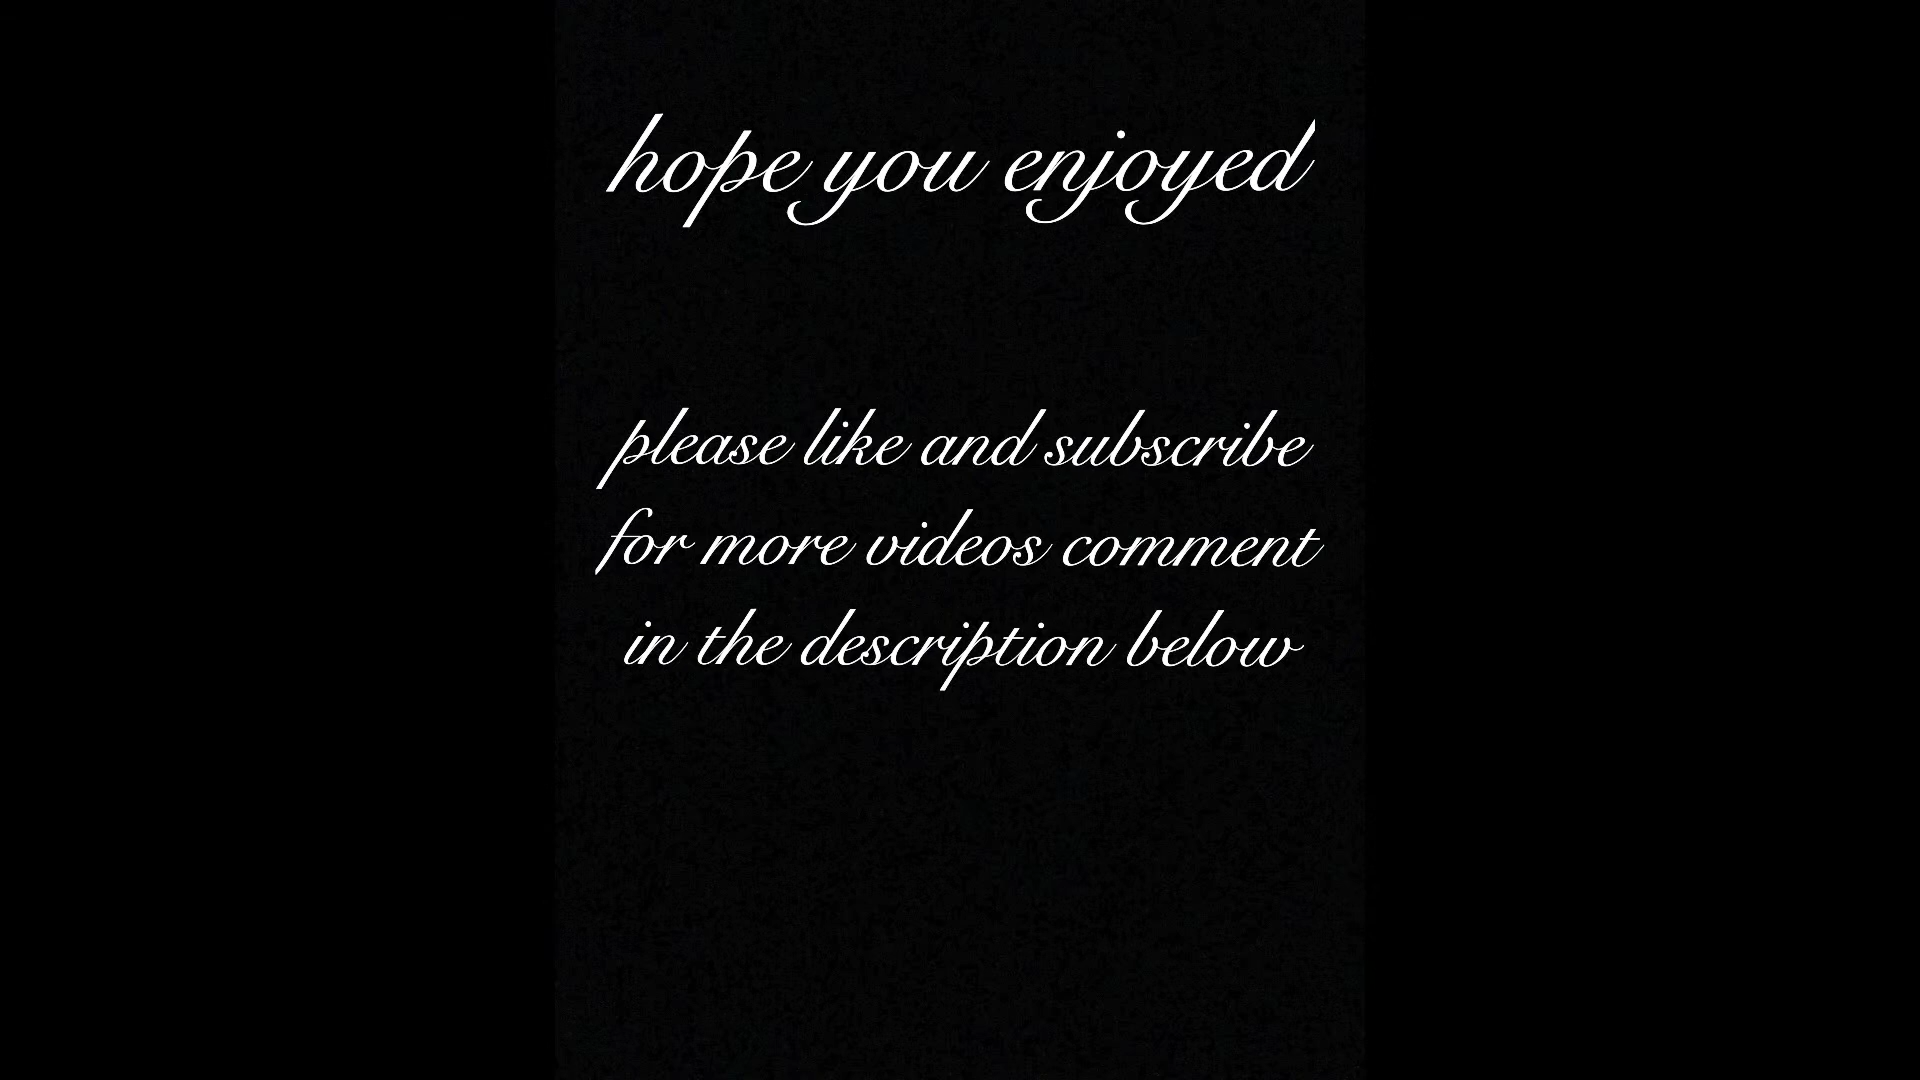 hope you enjoyed
please like and subscribe
for more videos comment
in the description below